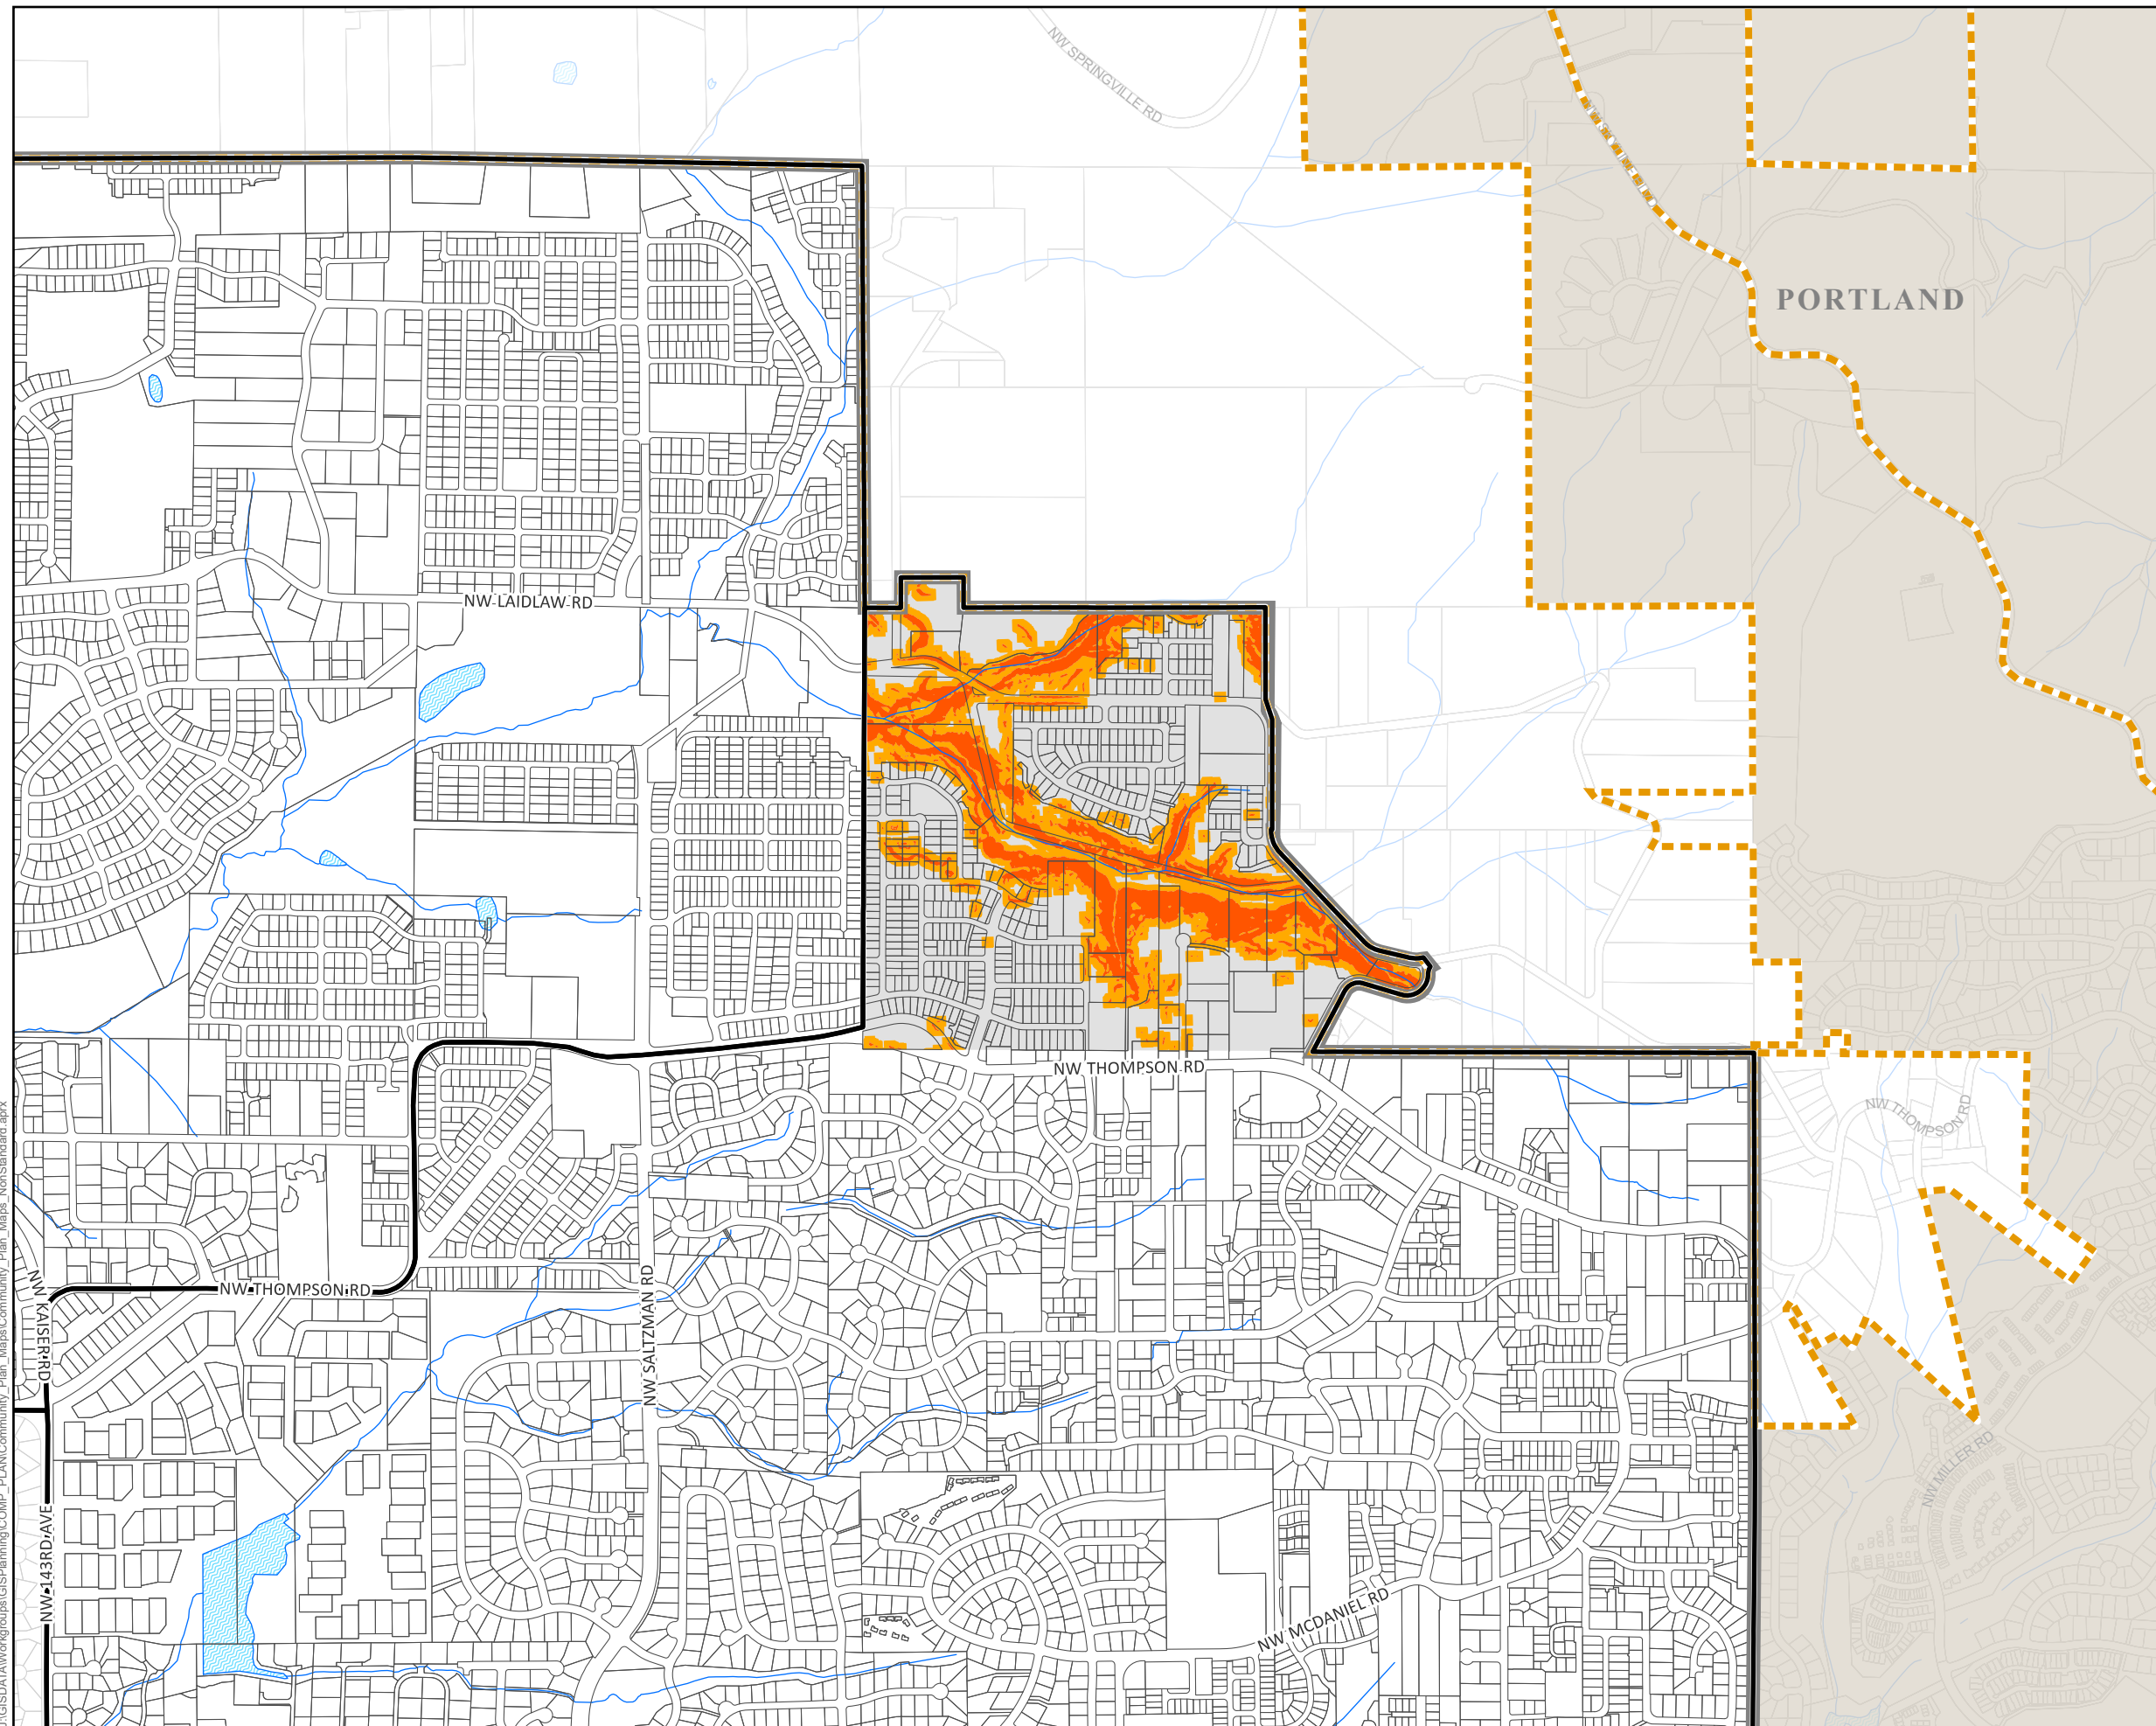 NW SPRINGVILLE RD
PORTLAND
NW LAIDLAW RD
NW THOMPSON RD
NW THOMPSON RD
NW THOMPSON RD
NW KAISER RD
NW SALTZMAN RD
NW MILLER RD
NW 143RD AVE
NW MCDANIEL RD